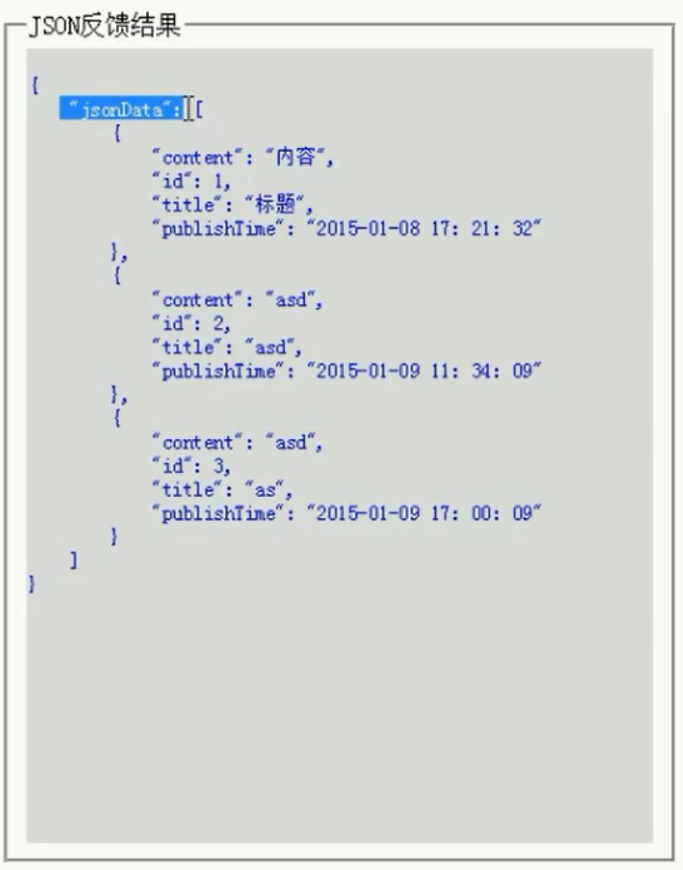 JSON反馈结果
{
"jsonData": [
{
"content": "内容",
"id": 1,
"title": "标题",
"publishTime": "2015-01-08 17: 21: 32"
},
{
"content": "asd",
"id": 2,
"title": "asd",
"publishTime": "2015-01-09 11: 34: 09"
},
{
"content": "asd",
"id": 3,
"title": "as",
"publishTime": "2015-01-09 17: 00: 09"
}
]
}